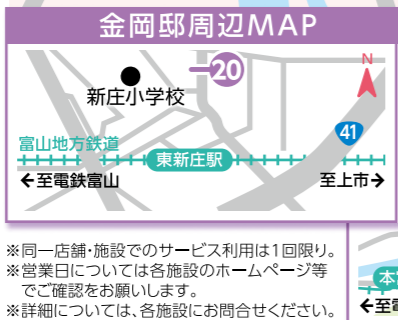 金岡邸周辺MAP
20
N
新庄小学校
41
富山地方鉄道
東新庄駅
←至電鉄富山
至上市→
※同一店舗・施設でのサービス利用は1回限り。
※営業日については各施設のホームページ等
でご確認をお願いします。
※詳細については、各施設にお問合せください。
本
←至電